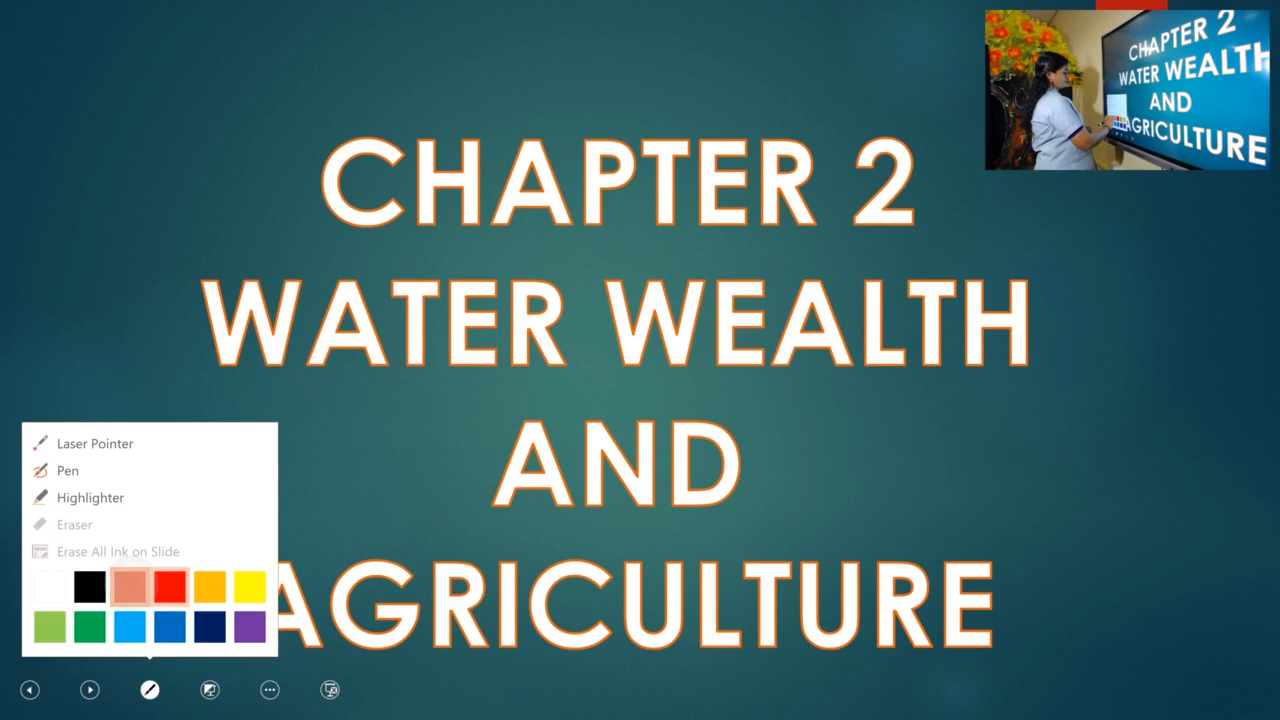 CHAPTER 2
WATER WEALTH
AND
AGRICULTURE
CHAPTER 2
WATER WEALTH
AND
AGRICULTURE
Laser Pointer
Pen
Highlighter
Eraser
Erase All Ink on Slide